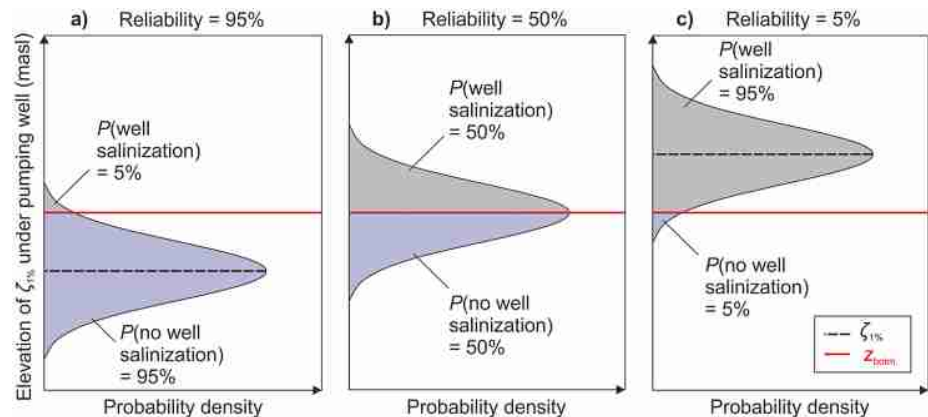 a) Reliability = 95%
b) Reliability = 50%
c) Reliability = 5%
Elevation of ζ1% under pumping well (masl)
P(well
salinization)
= 5%
P(no well
salinization)
= 95%
Probability density
P(well
salinization)
= 50%
P(no well
salinization)
= 50%
Probability density
P(well
salinization)
= 95%
P(no well
salinization)
= 5%
ζ1%
Probability density